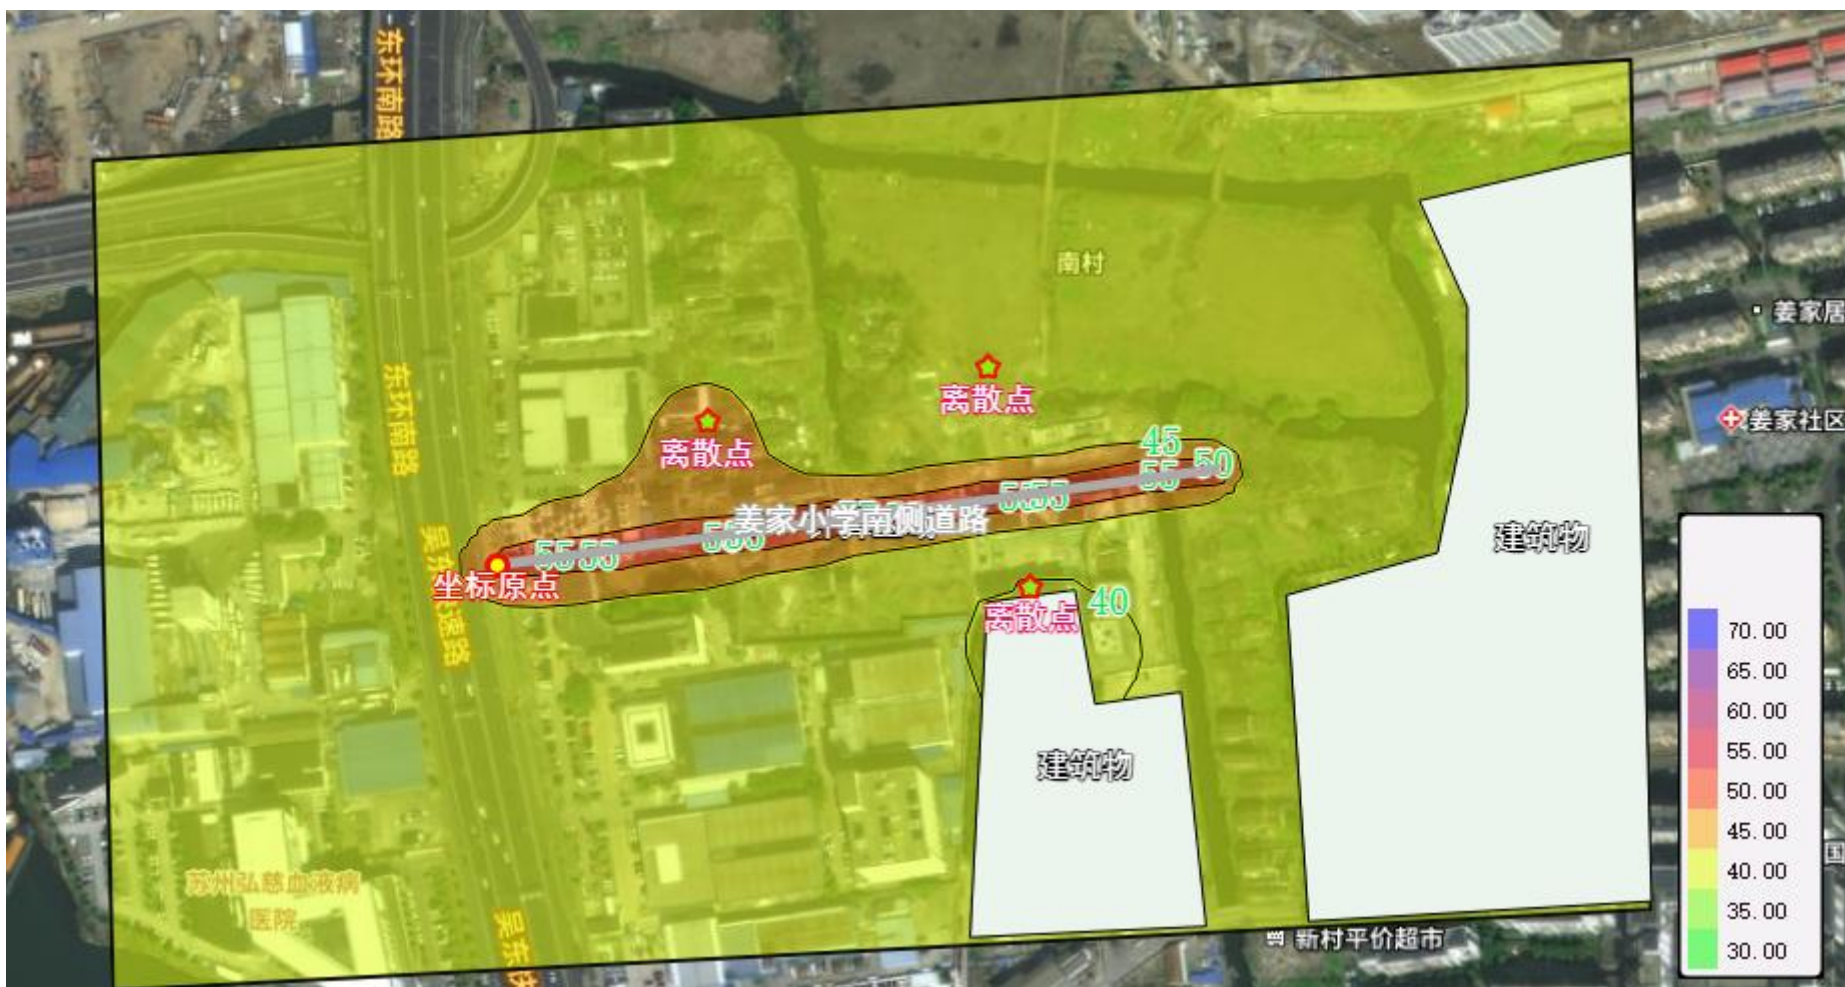 东环南路
南村
姜家居
离散点
东环南路
姜家社区
45
离散点
50
55
姜家小学南侧道路
建筑物
55
坐标原点
离散点
40
建筑物
苏州弘慈血液病
医院
新村平价超市
国
70.00
65.00
60.00
55.00
50.00
45.00
40.00
35.00
30.00